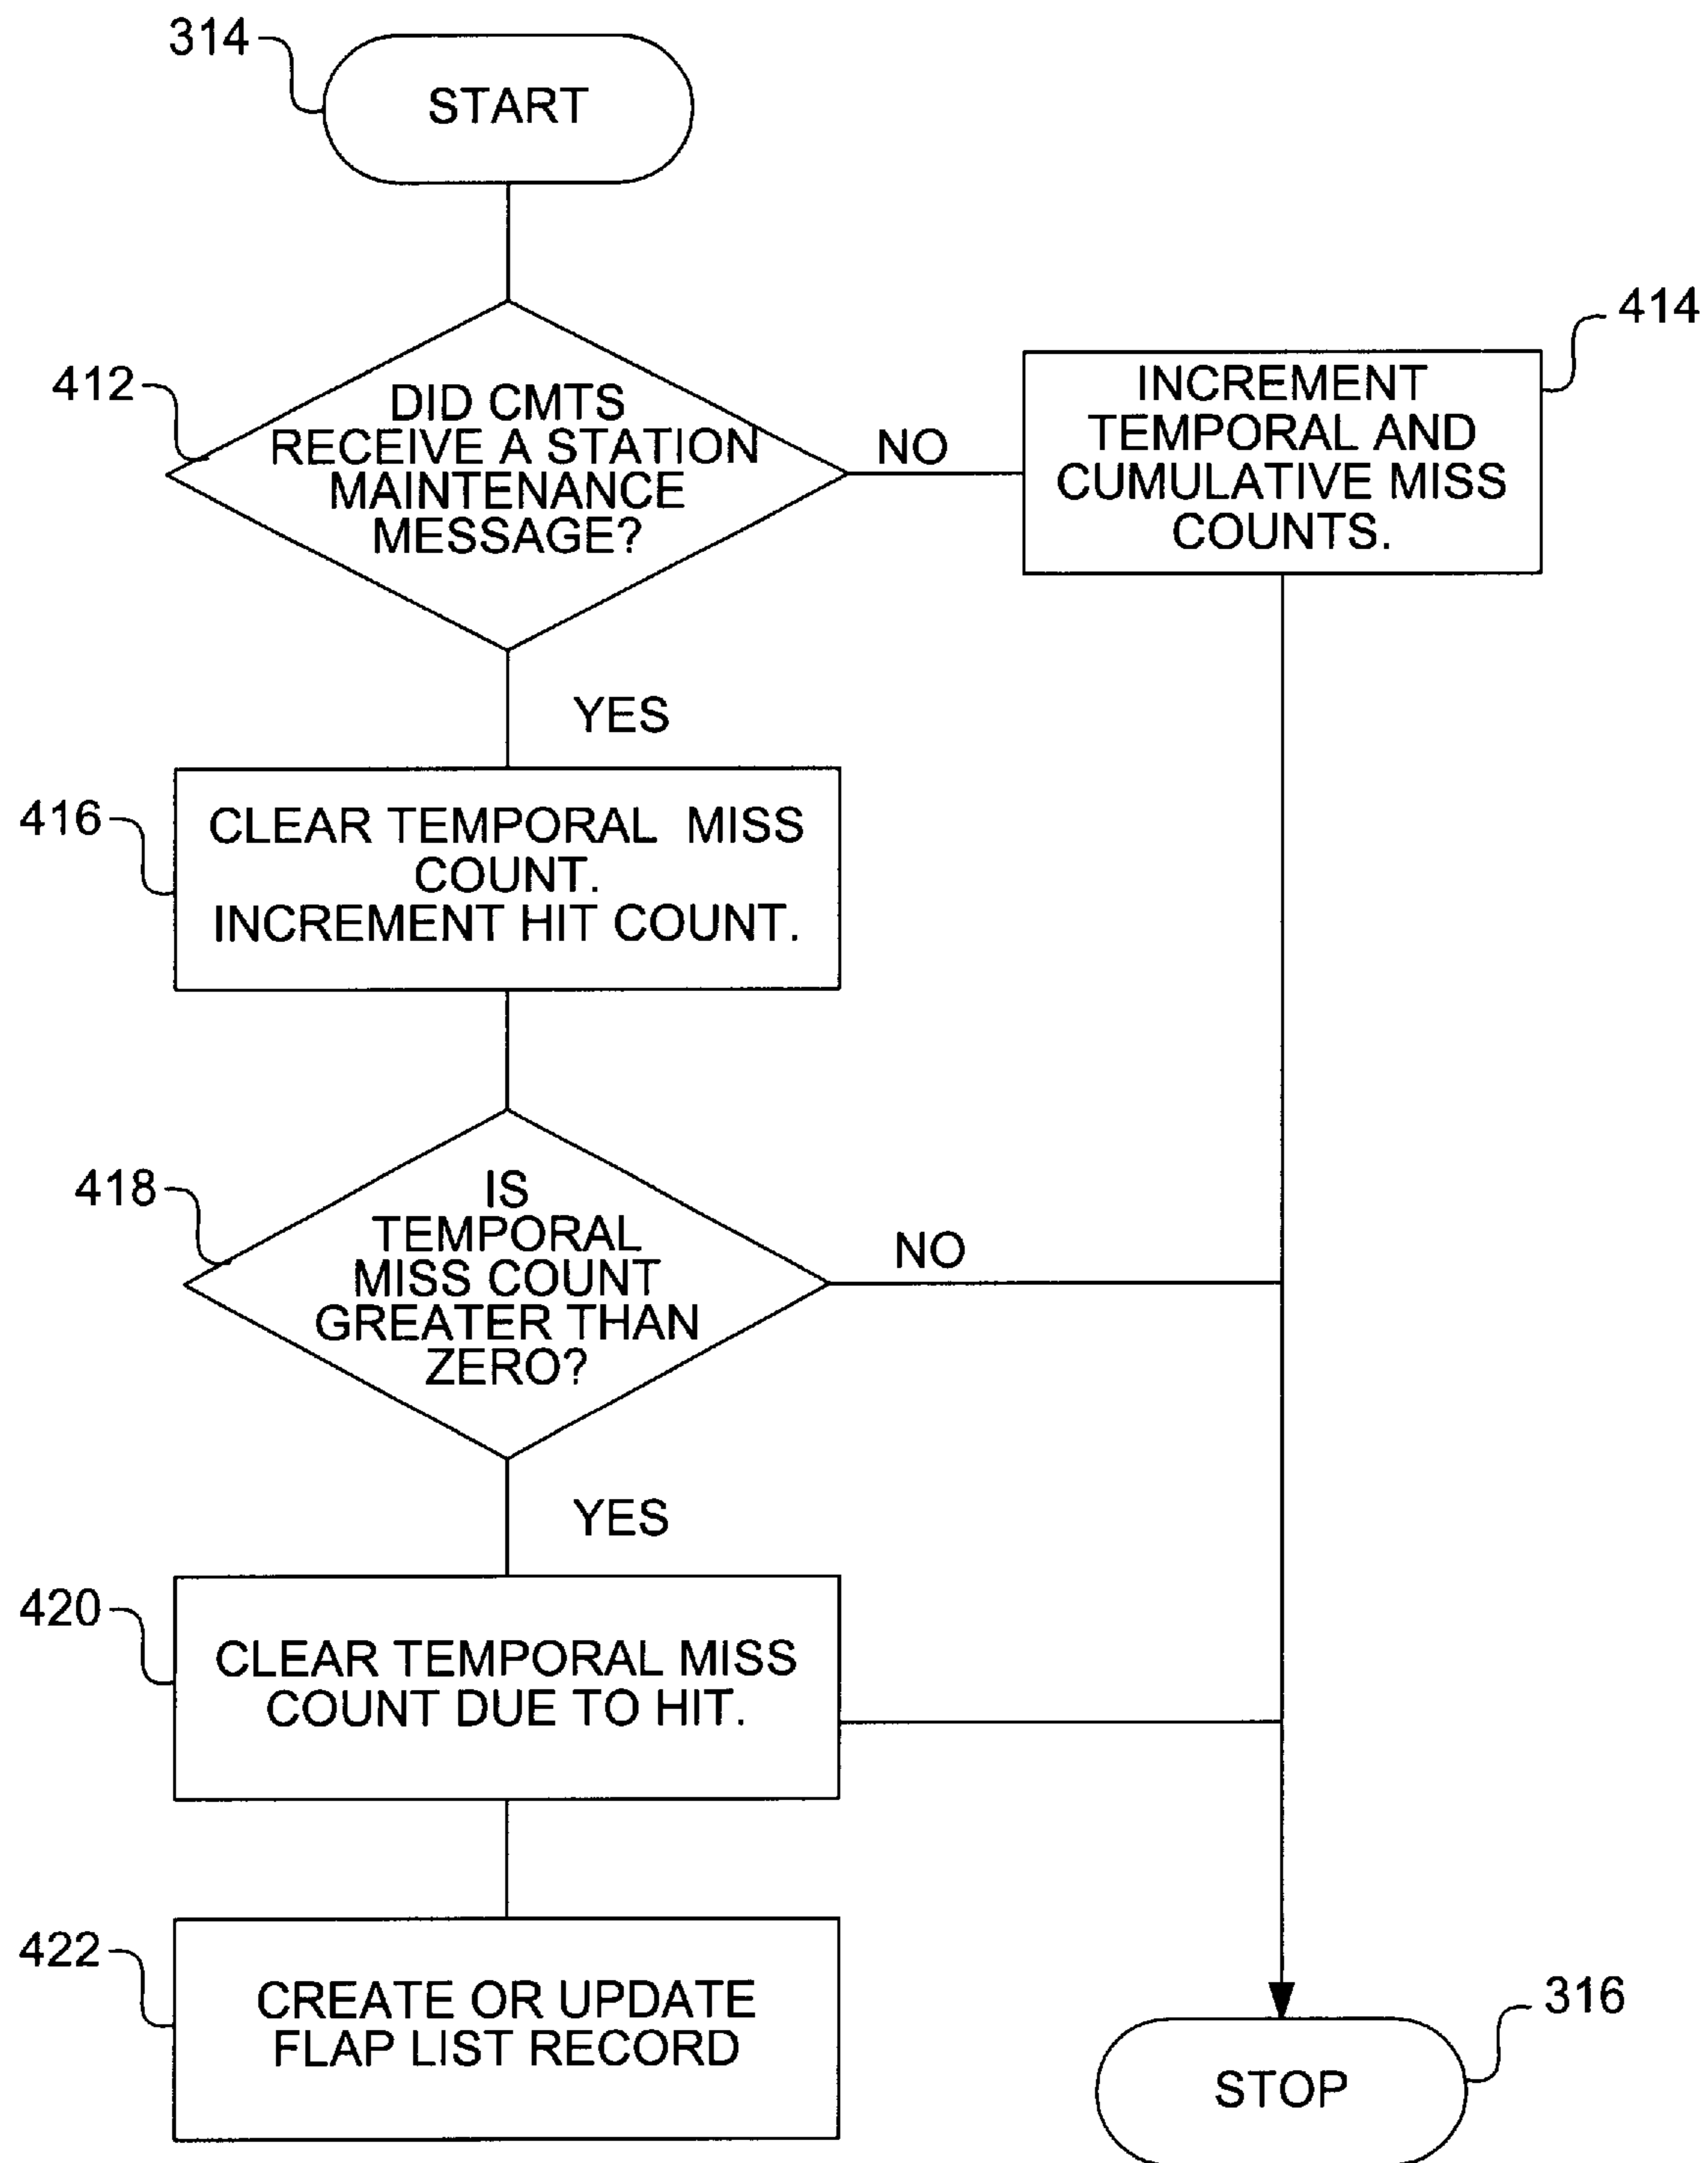 314
START
412
DID CMTS
RECEIVE A STATION
MAINTENANCE
MESSAGE?
NO
414
INCREMENT
TEMPORAL AND
CUMULATIVE MISS
COUNTS.
YES
416
CLEAR TEMPORAL MISS
COUNT.
INCREMENT HIT COUNT.
418
IS
TEMPORAL
MISS COUNT
GREATER THAN
ZERO?
NO
YES
420
CLEAR TEMPORAL MISS
COUNT DUE TO HIT.
422
CREATE OR UPDATE
FLAP LIST RECORD
316
STOP